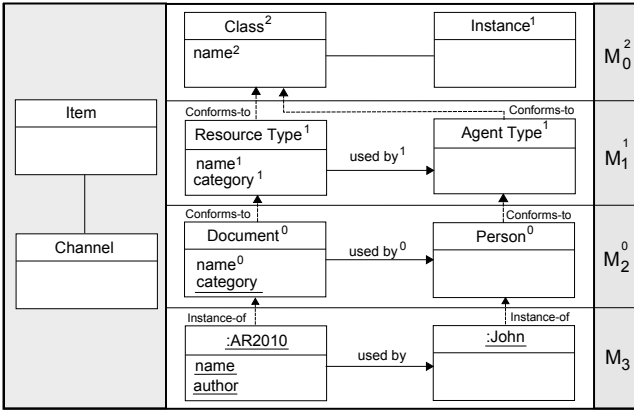 Item
Channel
Class2
name2
Instance1
M02
Conforms-to
Conforms-to
Resource Type1
name1
category1
used by1
Agent Type1
M11
Conforms-to
Conforms-to
Document0
name0
category
used by0
Person0
M20
Instance-of
Instance-of
:AR2010
name
author
used by
:John
M3